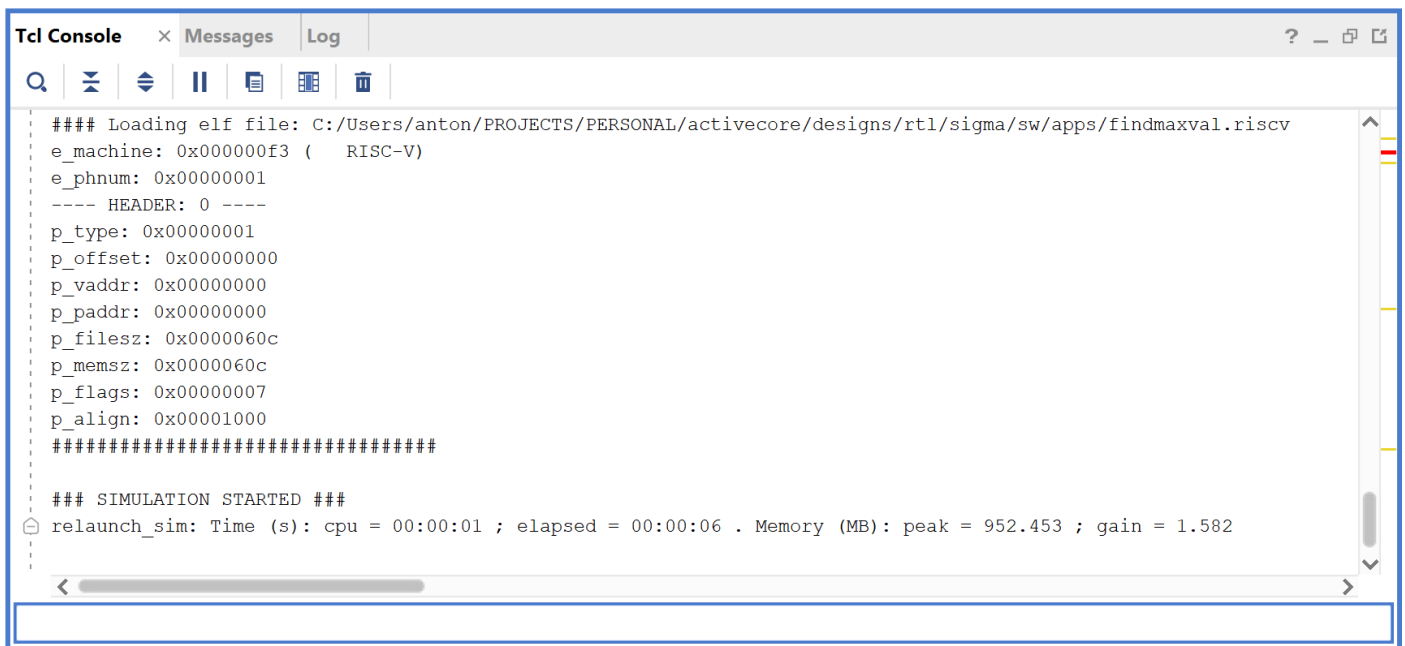 Tcl Console × Messages Log ?
#### Loading elf file: C:/Users/anton/PROJECTS/PERSONAL/activecore/designs/rtl/sigma/sw/apps/findmaxval.riscv
e_machine: 0x000000f3 (   RISC-V)
e_phnum: 0x00000001
---- HEADER: 0 ----
p_type: 0x00000001
p_offset: 0x00000000
p_vaddr: 0x00000000
p_paddr: 0x00000000
p_filesz: 0x0000060c
p_memsz: 0x0000060c
p_flags: 0x00000007
p_align: 0x00001000
##################################
### SIMULATION STARTED ###
relaunch_sim: Time (s): cpu = 00:00:01 ; elapsed = 00:00:06 . Memory (MB): peak = 952.453 ; gain = 1.582